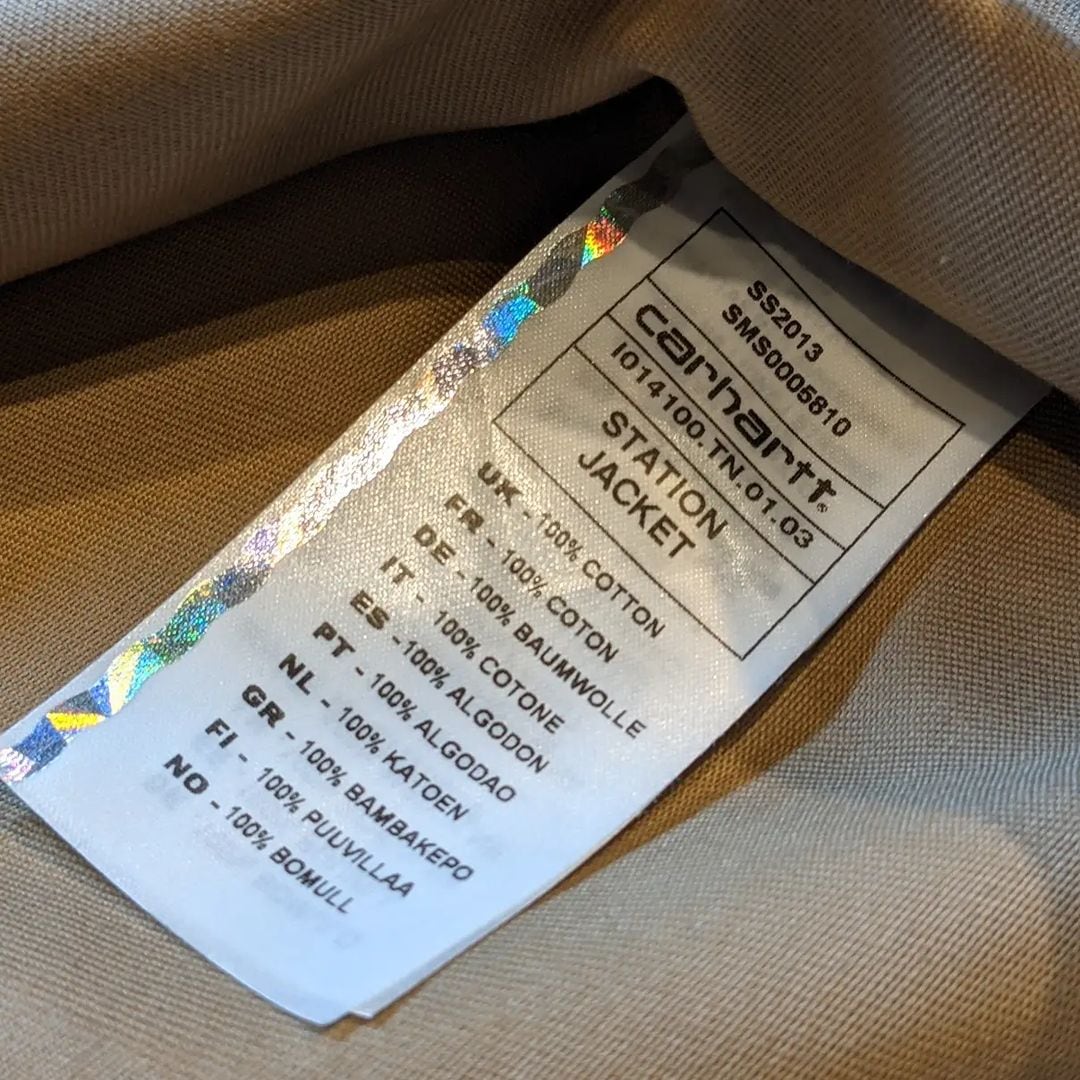 SS2013
SMS0005810
carhartt®
I014100.TN.01.03
STATION
JACKET
UK - 100% COTTON
FR - 100% COTON
DE - 100% BAUMWOLLE
IT - 100% COTONE
ES - 100% ALGODON
PT - 100% ALGODAO
NL - 100% KATOEN
GR - 100% BAMBAKEPO
FI - 100% PUUVILLAA
NO - 100% BOMULL